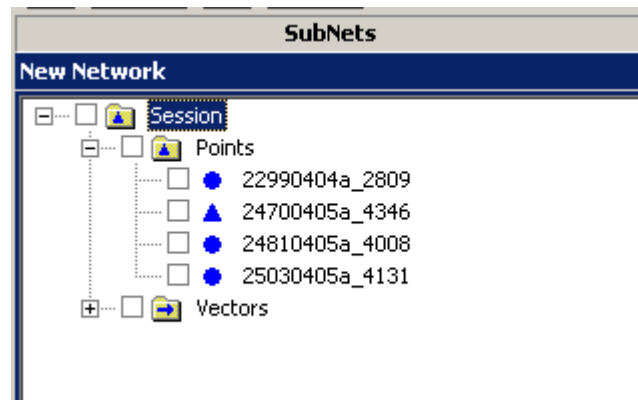 SubNets
New Network
Session
Points
22990404a_2809
24700405a_4346
24810405a_4008
25030405a_4131
Vectors